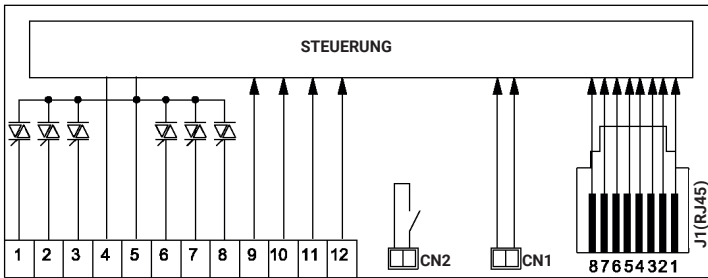 STEUERUNG
1 2 3 4 5 6 7 8 9 10 11 12
CN2
CN1
87654321
J1(RJ45)